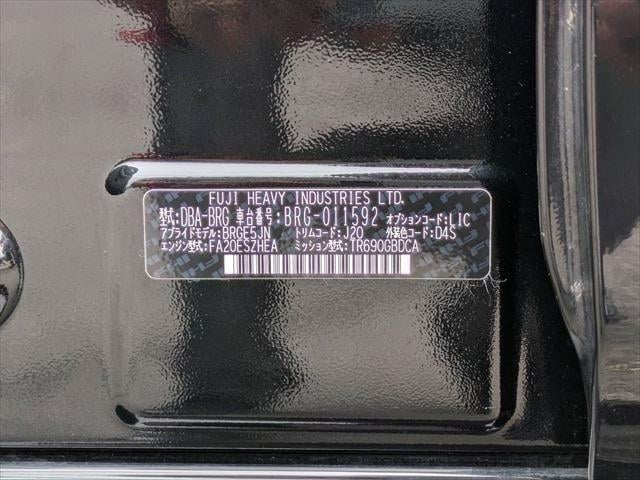 FUJI HEAVY INDUSTRIES LTD.
型式:DBA-BRG 車台番号:BRG-011592 オプションコード:LIC
アプライドモデル:BRGE5JN トリムコード:J20 外装色コード:D4S
エンジン型式:FA20ESZHEA ミッション型式:TR690GBDCA